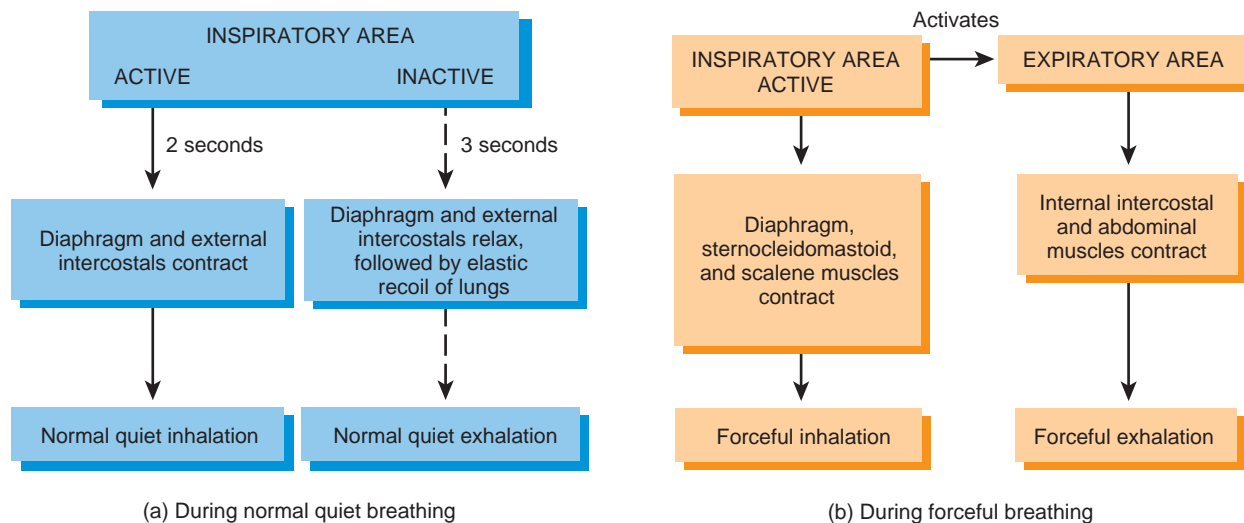 INSPIRATORY AREA
ACTIVE
INACTIVE
2 seconds
3 seconds
Diaphragm and external
intercostals contract
Diaphragm and external
intercostals relax,
followed by elastic
recoil of lungs
Normal quiet inhalation
Normal quiet exhalation
(a) During normal quiet breathing
Activates
INSPIRATORY AREA
ACTIVE
EXPIRATORY AREA
Diaphragm,
sternocleidomastoid,
and scalene muscles
contract
Internal intercostal
and abdominal
muscles contract
Forceful inhalation
Forceful exhalation
(b) During forceful breathing